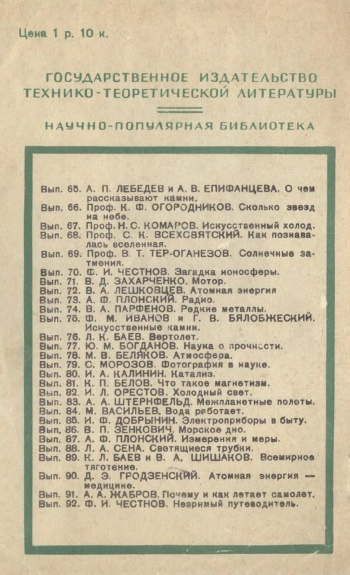 Цена 1 р. 10 к.
ГОСУДАРСТВЕННОЕ ИЗДАТЕЛЬСТВО
ТЕХНИКО-ТЕОРЕТИЧЕСКОЙ ЛИТЕРАТУРЫ
НАУЧНО-ПОПУЛЯРНАЯ БИБЛИОТЕКА
Вып. 65. А. П. ЛЕБЕДЕВ и А. В. ЕПИФАНЦЕВА. О чем
рассказывают камни.
Вып. 66. Проф. К. Ф. ОГОРОДНИКОВ. Сколько звезд
на небе.
Вып. 67. Проф. Н. С. КОМАРОВ. Искусственный холод.
Вып. 68. Проф. С. К. ВСЕХСВЯТСКИЙ. Как познава-
лась вселенная.
Вып. 69. Проф. В. Т. ТЕР-ОГАНЕЗОВ. Солнечные за-
тмения.
Вып. 70. Ф. И. ЧЕСТНОВ. Загадка ионосферы.
Вып. 71. В. Д. ЗАХАРЧЕНКО. Мотор.
Вып. 72. В. А. ЛЕШКОВЦЕВ. Атомная энергия
Вып. 73. А. Ф. ПЛОНСКИЙ. Радио.
Вып. 74. В. А. ПАРФЕНОВ. Редкие металлы.
Вып. 75. Ф. М. ИВАНОВ и Г. В. БЯЛОБЖЕСКИЙ.
Искусственные камни.
Вып. 76. Л. К. БАЕВ. Вертолет.
Вып. 77. Ю. М. БОГДАНОВ. Наука о прочности.
Вып. 78. М. В. БЕЛЯКОВ. Атмосфера.
Вып. 79. С. МОРОЗОВ. Фотография в науке.
Вып. 80. И. А. КАЛИНИН. Катализ.
Вып. 81. К. П. БЕЛОВ. Что такое магнетизм.
Вып. 82. И. Л. ОРЕСТОВ. Холодный свет.
Вып. 83. А. А. ШТЕРНФЕЛЬД. Межпланетные полеты.
Вып. 84. М. ВАСИЛЬЕВ. Вода работает.
Вып. 85. И. Ф. ДОБРЫНИН. Электроприборы в быту.
Вып. 86. В. П. ЗЕНКОВИЧ. Морское дно.
Вып. 87. А. Ф. ПЛОНСКИЙ. Измерения и меры.
Вып. 88. Л. А. СЕНА. Светящиеся трубки.
Вып. 89. К. Л. БАЕВ и В. А. ШИШАКОВ. Всемирное
тяготение.
Вып. 90. Д. Э. ГРОДЗЕНСКИЙ. Атомная энергия —
медицине.
Вып. 91. А. А. ЖАБРОВ. Почему и как летает самолет.
Вып. 92. Ф. И. ЧЕСТНОВ. Незримый путеводитель.